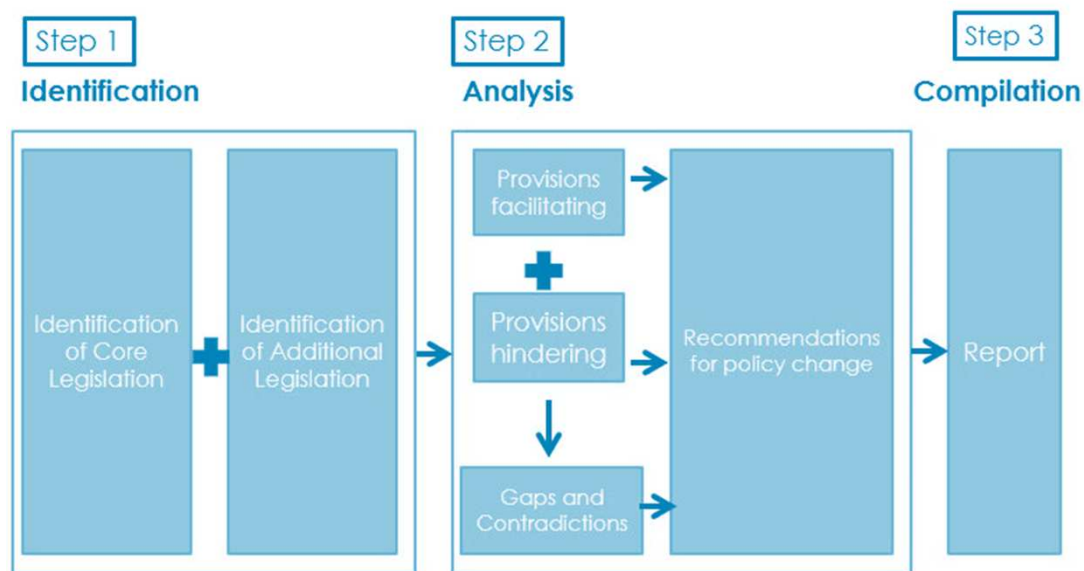 Step 1
Identification
Identification
of Core
Legislation
Identification
of Additional
Legislation
Step 2
Analysis
Provisions
facilitating
Provisions
hindering
Gaps and
Contradictions
Recommendations
for policy change
Step 3
Compilation
Report